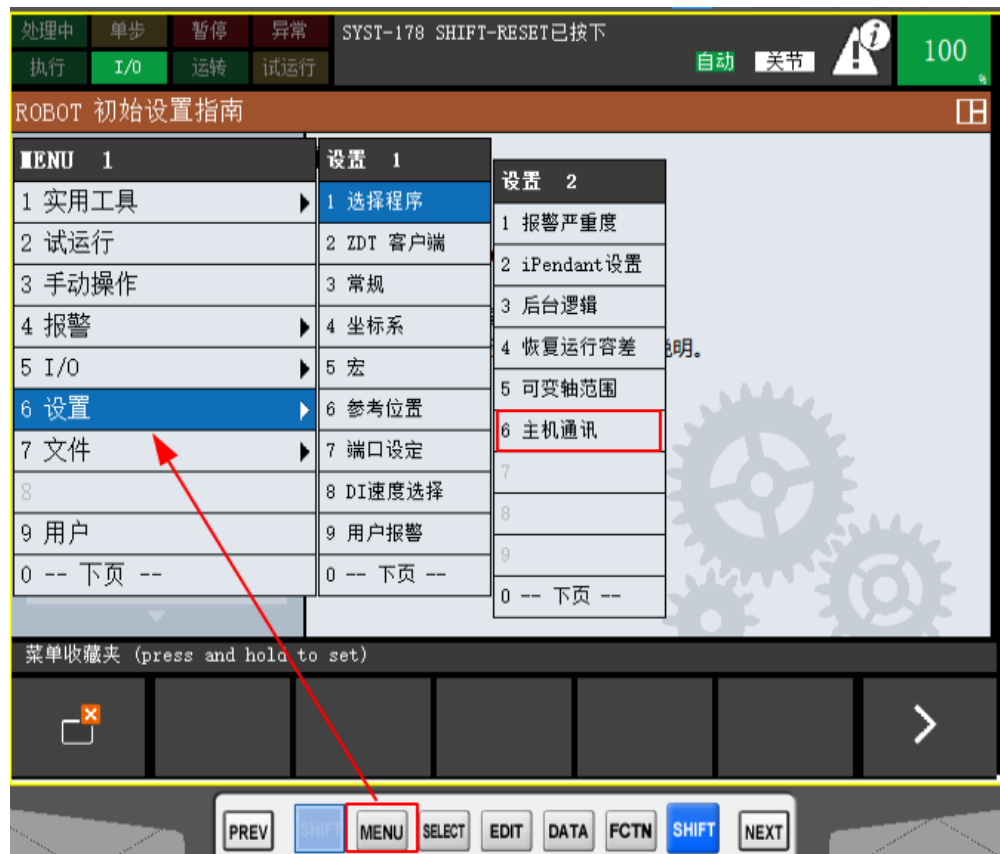 处理中 单步 暂停 异常 SYST-178 SHIFT-RESET已按下
执行 I/O 运转 试运行 自动 关节 100 %
ROBOT 初始设置指南
MENU 1
1 实用工具
2 试运行
3 手动操作
4 报警
5 I/O
6 设置
7 文件
8
9 用户
0 -- 下页 --
设置 1
1 选择程序
2 ZDT 客户端
3 常规
4 坐标系
5 宏
6 参考位置
7 端口设定
8 DI速度选择
9 用户报警
0 -- 下页 --
设置 2
1 报警严重度
2 iPendant设置
3 后台逻辑
4 恢复运行容差
5 可变轴范围
6 主机通讯
7
8
9
0 -- 下页 --
说明。
菜单收藏夹 (press and hold to set)
PREV SHIFT MENU SELECT EDIT DATA FCTN SHIFT NEXT